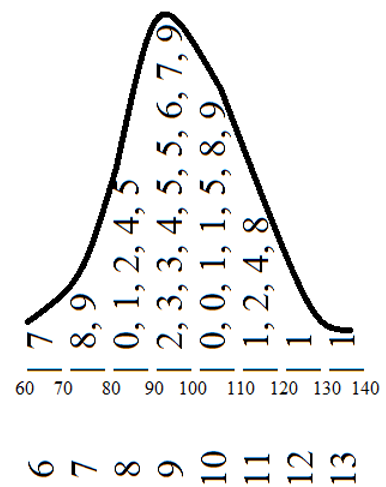 7
8, 9
0, 1, 2, 4, 5
2, 3, 3, 4, 5, 5, 6, 7, 9
0, 0, 1, 1, 5, 8, 9
1, 2, 4, 8
1
1
60 70 80 90 100 110 120 130 140
6
7
8
9
10
11
12
13